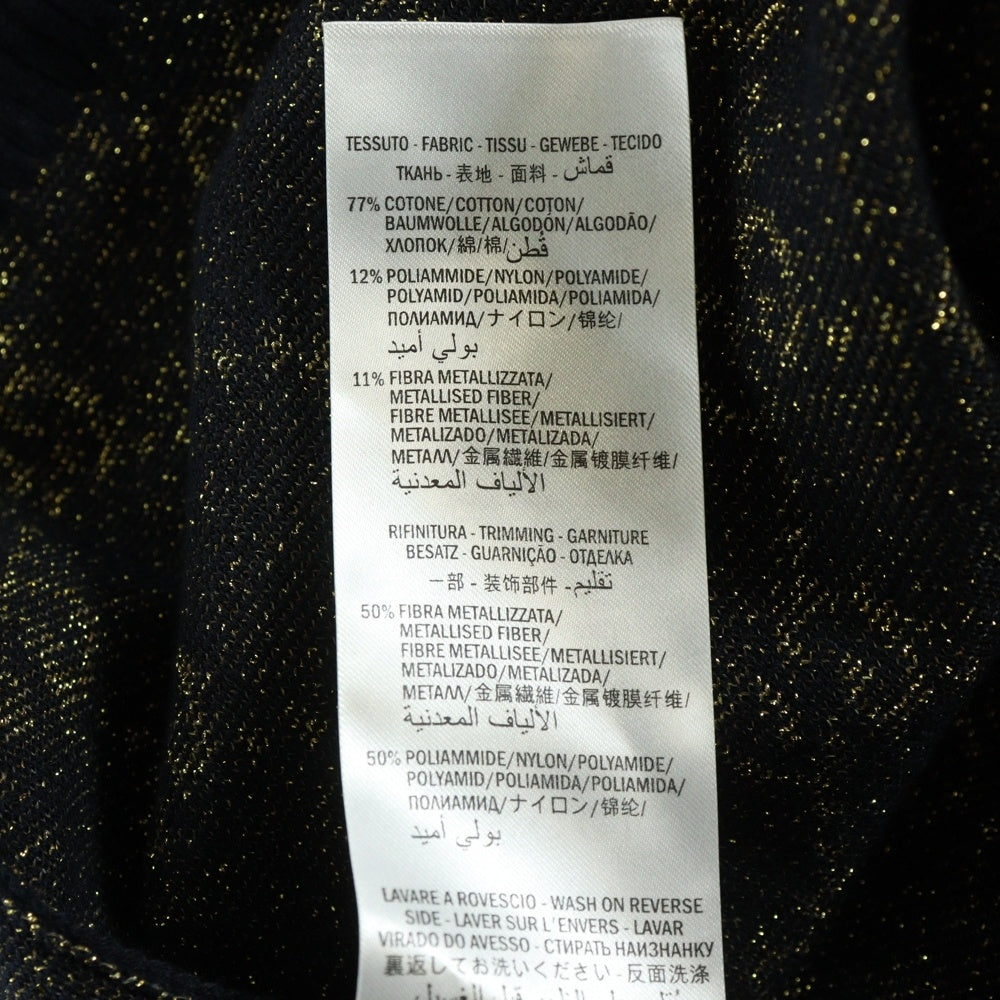 TESSUTO - FABRIC - TISSU - GEWEBE - TECIDO
ТКАНЬ - 表地 - 面料 - قماش
77% COTONE/COTTON/COTON/
BAUMWOLLE/ALGODÓN/ALGODÃO/
ХЛОПОК/綿/棉/قُطن
12% POLIAMMIDE/NYLON/POLYAMIDE/
POLYAMID/POLIAMIDA/POLIAMIDA/
ПОЛИАМИД/ナイロン/锦纶/
بولي أميد
11% FIBRA METALLIZZATA/
METALLISED FIBER/
FIBRE METALLISEE/METALLISIERT/
METALIZADO/METALIZADA/
МЕТАЛЛ/金属繊維/金属镀膜纤维/
الألياف المعدنية
RIFINITURA - TRIMMING - GARNITURE
BESATZ - GUARNIÇÃO - ОТДЕЛКА
一部 - 装饰部件 - تقليم
50% FIBRA METALLIZZATA/
METALLISED FIBER/
FIBRE METALLISEE/METALLISIERT/
METALIZADO/METALIZADA/
МЕТАЛЛ/金属繊維/金属镀膜纤维/
الألياف المعدنية
50% POLIAMMIDE/NYLON/POLYAMIDE/
POLYAMID/POLIAMIDA/POLIAMIDA/
ПОЛИАМИД/ナイロン/锦纶/
بولي أميد
LAVARE A ROVESCIO - WASH ON REVERSE
SIDE - LAVER SUR L'ENVERS - LAVAR
VIRADO DO AVESSO - СТИРАТЬ НАИЗНАНКУ
裏返してお洗いください - 反面洗涤